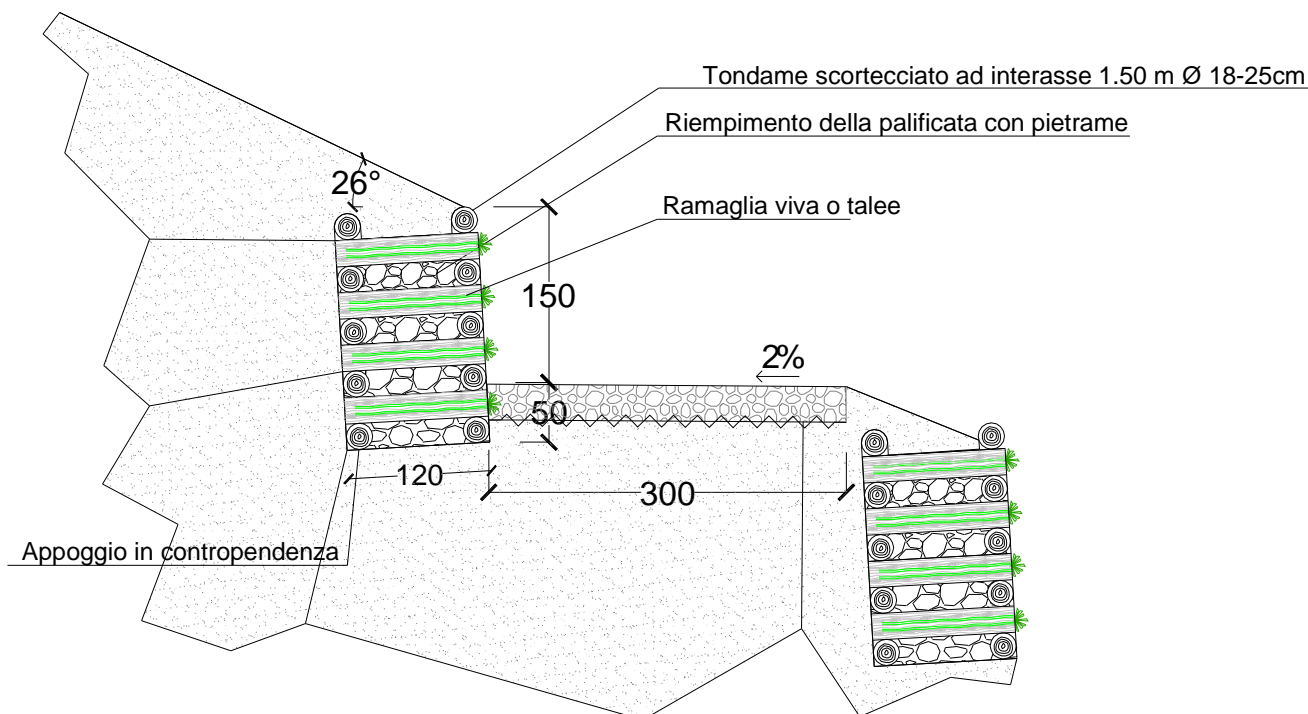 Tondame scortecciato ad interasse 1.50 m Ø 18-25cm
Riempimento della palificata con pietrame
26°
Ramaglia viva o talee
150
2%
50
120
300
Appoggio in contropendenza